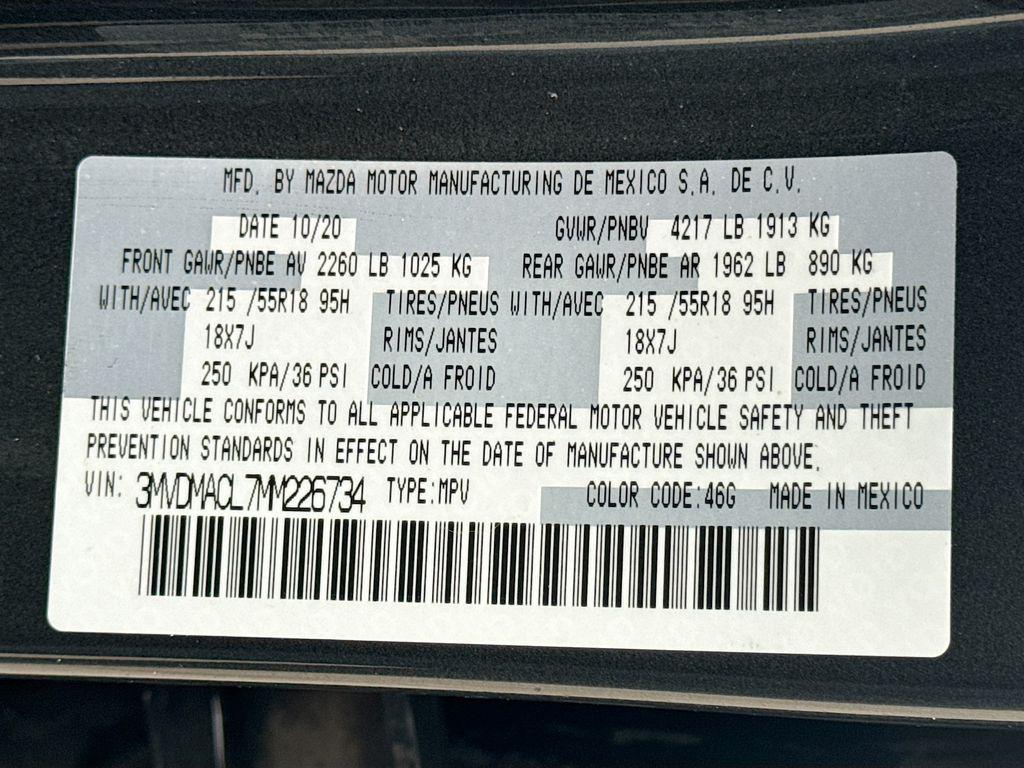 MFD. BY MAZDA MOTOR MANUFACTURING DE MEXICO S.A. DE C.V.
DATE 10/20 GVWR/PNBV 4217 LB 1913 KG
FRONT GAWR/PNBE AV 2260 LB 1025 KG REAR GAWR/PNBE AR 1962 LB 890 KG
WITH/AVEC 215 /55R18 95H TIRES/PNEUS WITH/AVEC 215 /55R18 95H TIRES/PNEUS
18X7J RIMS/JANTES 18X7J RIMS/JANTES
250 KPA/36 PSI COLD/A FROID 250 KPA/36 PSI COLD/A FROID
THIS VEHICLE CONFORMS TO ALL APPLICABLE FEDERAL MOTOR VEHICLE SAFETY AND THEFT
PREVENTION STANDARDS IN EFFECT ON THE DATE OF MANUFACTURE SHOWN ABOVE.
VIN: 3MVDMACL7MM226734 TYPE:MPV COLOR CODE:46G MADE IN MEXICO